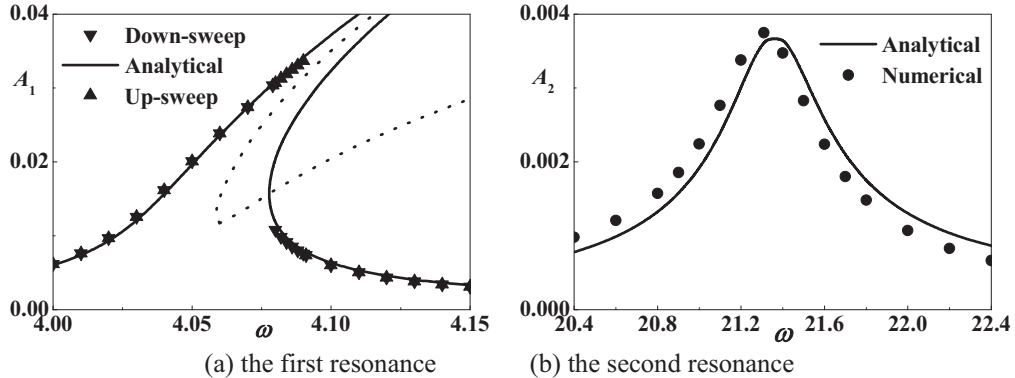 0.04
▼ Down-sweep
A1
Analytical
▲ Up-sweep
0.02
0.00
4.00 4.05 4.10 4.15
ω
(a) the first resonance
0.004
Analytical
A2
● Numerical
0.002
0.000
20.4 20.8 21.2 21.6 22.0 22.4
ω
(b) the second resonance